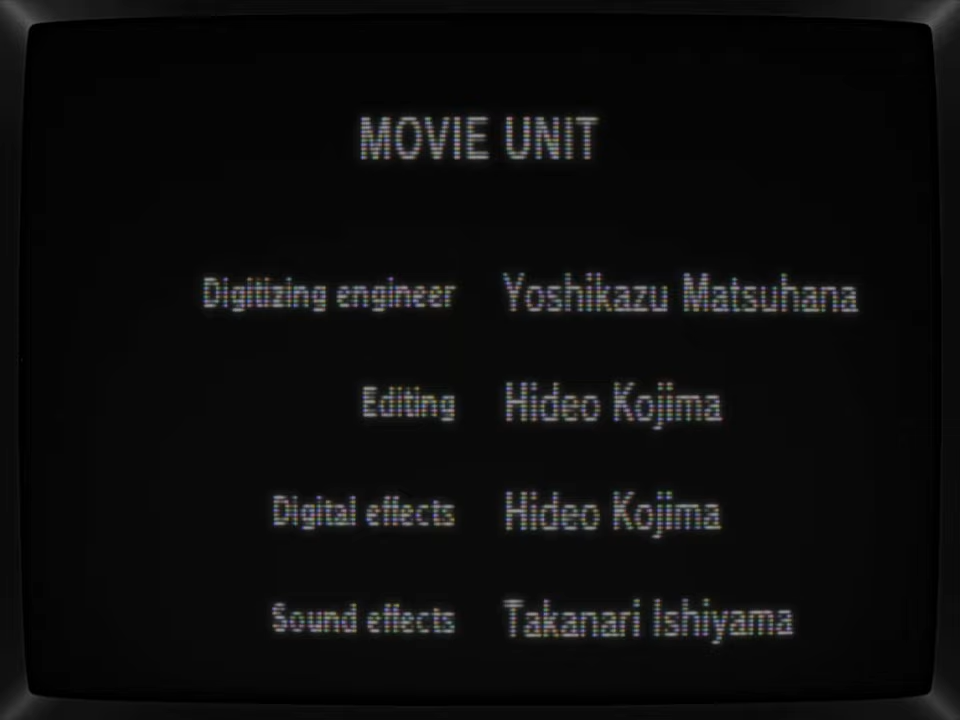 MOVIE UNIT
Digitizing engineer Yoshikazu Matsuhana
Editing Hideo Kojima
Digital effects Hideo Kojima
Sound effects Takanari Ishiyama